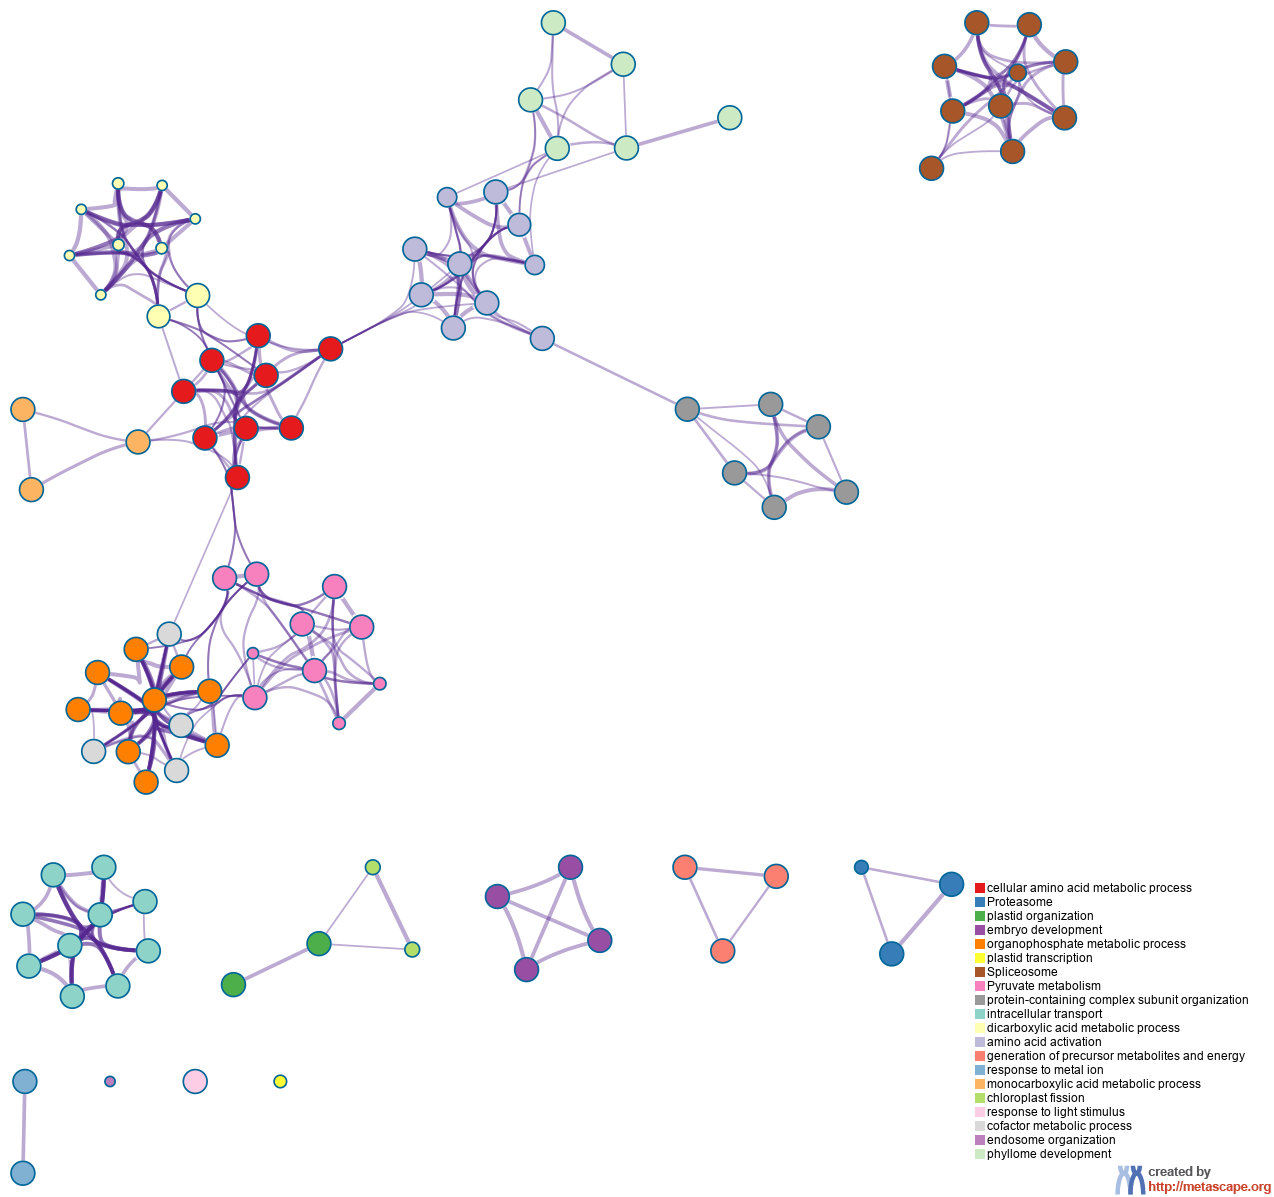 cellular amino acid metabolic process
Proteasome
plastid organization
embryo development
organophosphate metabolic process
plastid transcription
Spliceosome
Pyruvate metabolism
protein-containing complex subunit organization
intracellular transport
dicarboxylic acid metabolic process
amino acid activation
generation of precursor metabolites and energy
response to metal ion
monocarboxylic acid metabolic process
chloroplast fission
response to light stimulus
cofactor metabolic process
endosome organization
phyllome development
created by
http://metascape.org